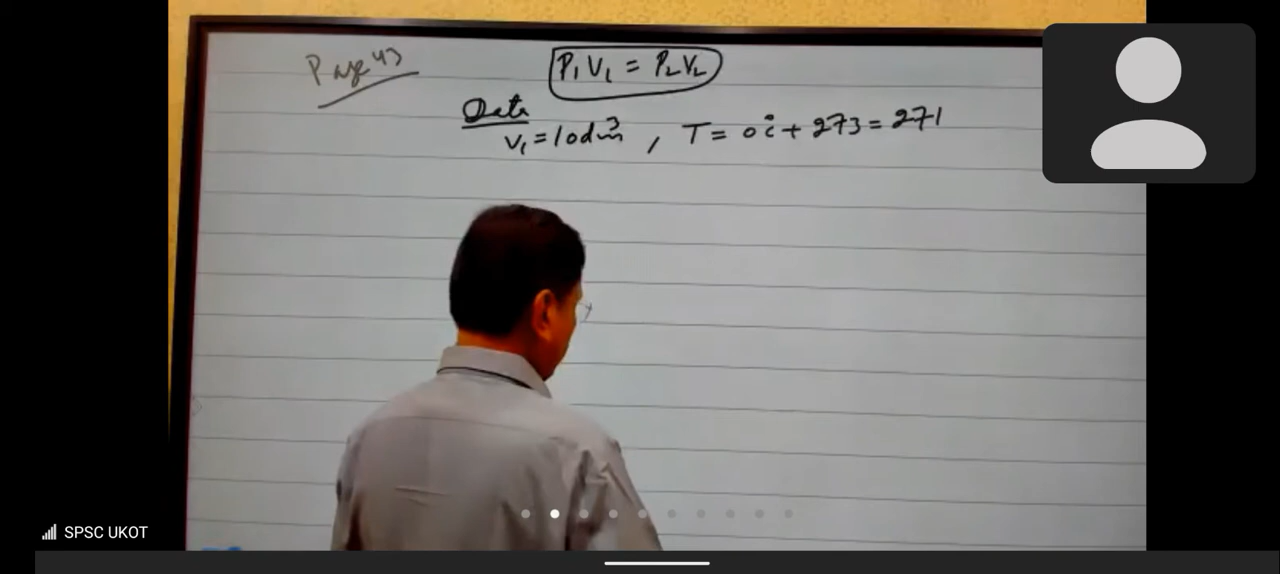 Page 43
P₁V₁ = P₂V₂
Data
V₁ = 10dm³ , T = 0°C + 273 = 271
SPSC UKOT